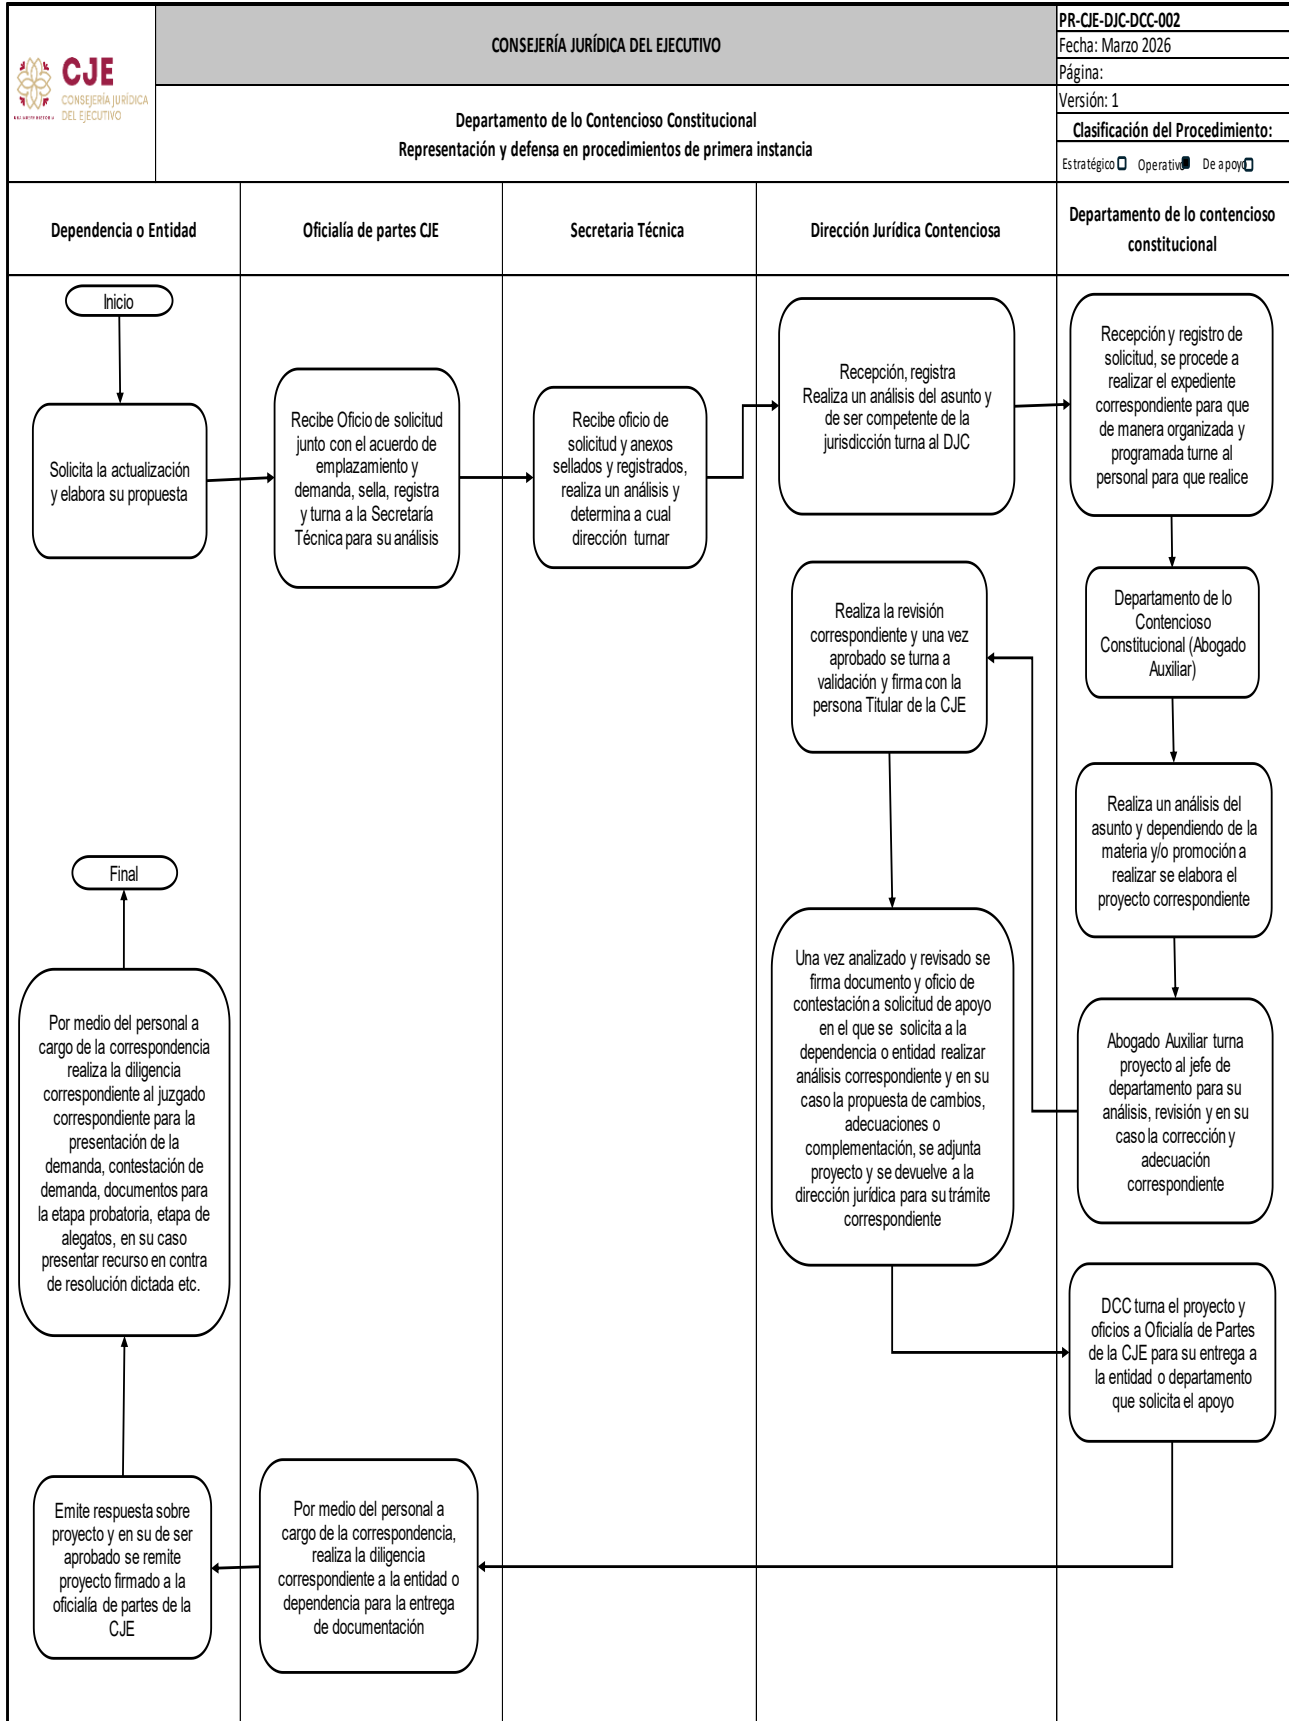 CJE
CONSEJERÍA JURÍDICA
DEL EJECUTIVO
CONSEJERÍA JURÍDICA DEL EJECUTIVO
Departamento de lo Contencioso Constitucional
Representación y defensa en procedimientos de primera instancia
PR-CJE-DJC-DCC-002
Fecha: Marzo 2026
Página:
Versión: 1
Clasificación del Procedimiento:
Estratégico Operativo De apoyo
Dependencia o Entidad
Oficialía de partes CJE
Secretaria Técnica
Dirección Jurídica Contenciosa
Departamento de lo contencioso
constitucional
Inicio
Solicita la actualización
y elabora su propuesta
Recibe Oficio de solicitud
junto con el acuerdo de
emplazamiento y
demanda, sella, registra
y turna a la Secretaría
Técnica para su análisis
Recibe oficio de
solicitud y anexos
sellados y registrados,
realiza un análisis y
determina a cual
dirección turnar
Recepción, registra
Realiza un análisis del asunto y
de ser competente de la
jurisdicción turna al DJC
Recepción y registro de
solicitud, se procede a
realizar el expediente
correspondiente para que
de manera organizada y
programada turne al
personal para que realice
Departamento de lo
Contencioso
Constitucional (Abogado
Auxiliar)
Realiza un análisis del
asunto y dependiendo de la
materia y/o promoción a
realizar se elabora el
proyecto correspondiente
Abogado Auxiliar turna
proyecto al jefe de
departamento para su
análisis, revisión y en su
caso la corrección y
adecuación
correspondiente
Realiza la revisión
correspondiente y una vez
aprobado se turna a
validación y firma con la
persona Titular de la CJE
Una vez analizado y revisado se
firma documento y oficio de
contestación a solicitud de apoyo
en el que se solicita a la
dependencia o entidad realizar
análisis correspondiente y en su
caso la propuesta de cambios,
adecuaciones o
complementación, se adjunta
proyecto y se devuelve a la
dirección jurídica para su trámite
correspondiente
DCC turna el proyecto y
oficios a Oficialía de Partes
de la CJE para su entrega a
la entidad o departamento
que solicita el apoyo
Por medio del personal a
cargo de la correspondencia,
realiza la diligencia
correspondiente a la entidad o
dependencia para la entrega
de documentación
Emite respuesta sobre
proyecto y en su de ser
aprobado se remite
proyecto firmado a la
oficialía de partes de la
CJE
Por medio del personal a
cargo de la correspondencia
realiza la diligencia
correspondiente al juzgado
correspondiente para la
presentación de la
demanda, contestación de
demanda, documentos para
la etapa probatoria, etapa de
alegatos, en su caso
presentar recurso en contra
de resolución dictada etc.
Final